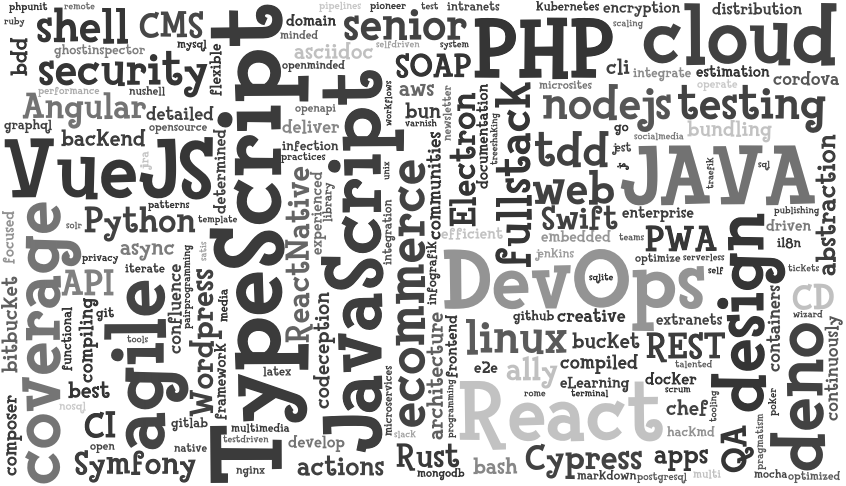 phpunit
remote
pipelines
pioneer
test
intranets
Kubernetes
encryption
distribution
ruby
shell
CMS
domain
senior
PHP
scaling
cloud
minded
mysql
bdd
ghostinspector
flexible
TypeScript
asciidoc
selfdriven
system
SOAP
cli
integrate
estimation
security
openminded
cordova
performance
nushell
aws
microsites
operate
Angular
detailed
openapi
JavaScript
workflows
bun
newsletter
documentation
fullstack
nodejs
testing
graphql
opensource
deliver
varnish
treeshaking
go
socialmedia
bundling
backend
determined
infection
communities
Electron
tdd
jest
VueJS
jira
practices
unix
ecommerce
web
JAVA
traefik
sql
abstraction
patterns
ReactNative
experienced
library
Python
template
integration
Swift
enterprise
publishing
focused
coverage
solr
efficient
embedded
teams
PWA
driven
async
satis
infografik
jenkins
design
i18n
privacy
optimize
serverless
API
iterate
confluence
pairprogramming
DevOps
sqlite
self
tickets
bitbucket
agile
Wordpress
media
codeception
containers
CD
functional
compiling
git
architecture
frontend
github
creative
extranets
wizard
tools
linux
bucket
REST
deno
continuously
framework
latex
microservices
e2e
a11y
compiled
talented
best
eLearning
docker
composer
nosql
React
rome
terminal
scrum
poker
programming
chef
tooling
CI
gitlab
multimedia
slack
hacKmd
pragmatism
open
testdriven
develop
QA
Symfony
native
nginx
actions
Rust
mongodb
bash
Cypress
apps
markdown
postgresql
multi
mocha
optimized